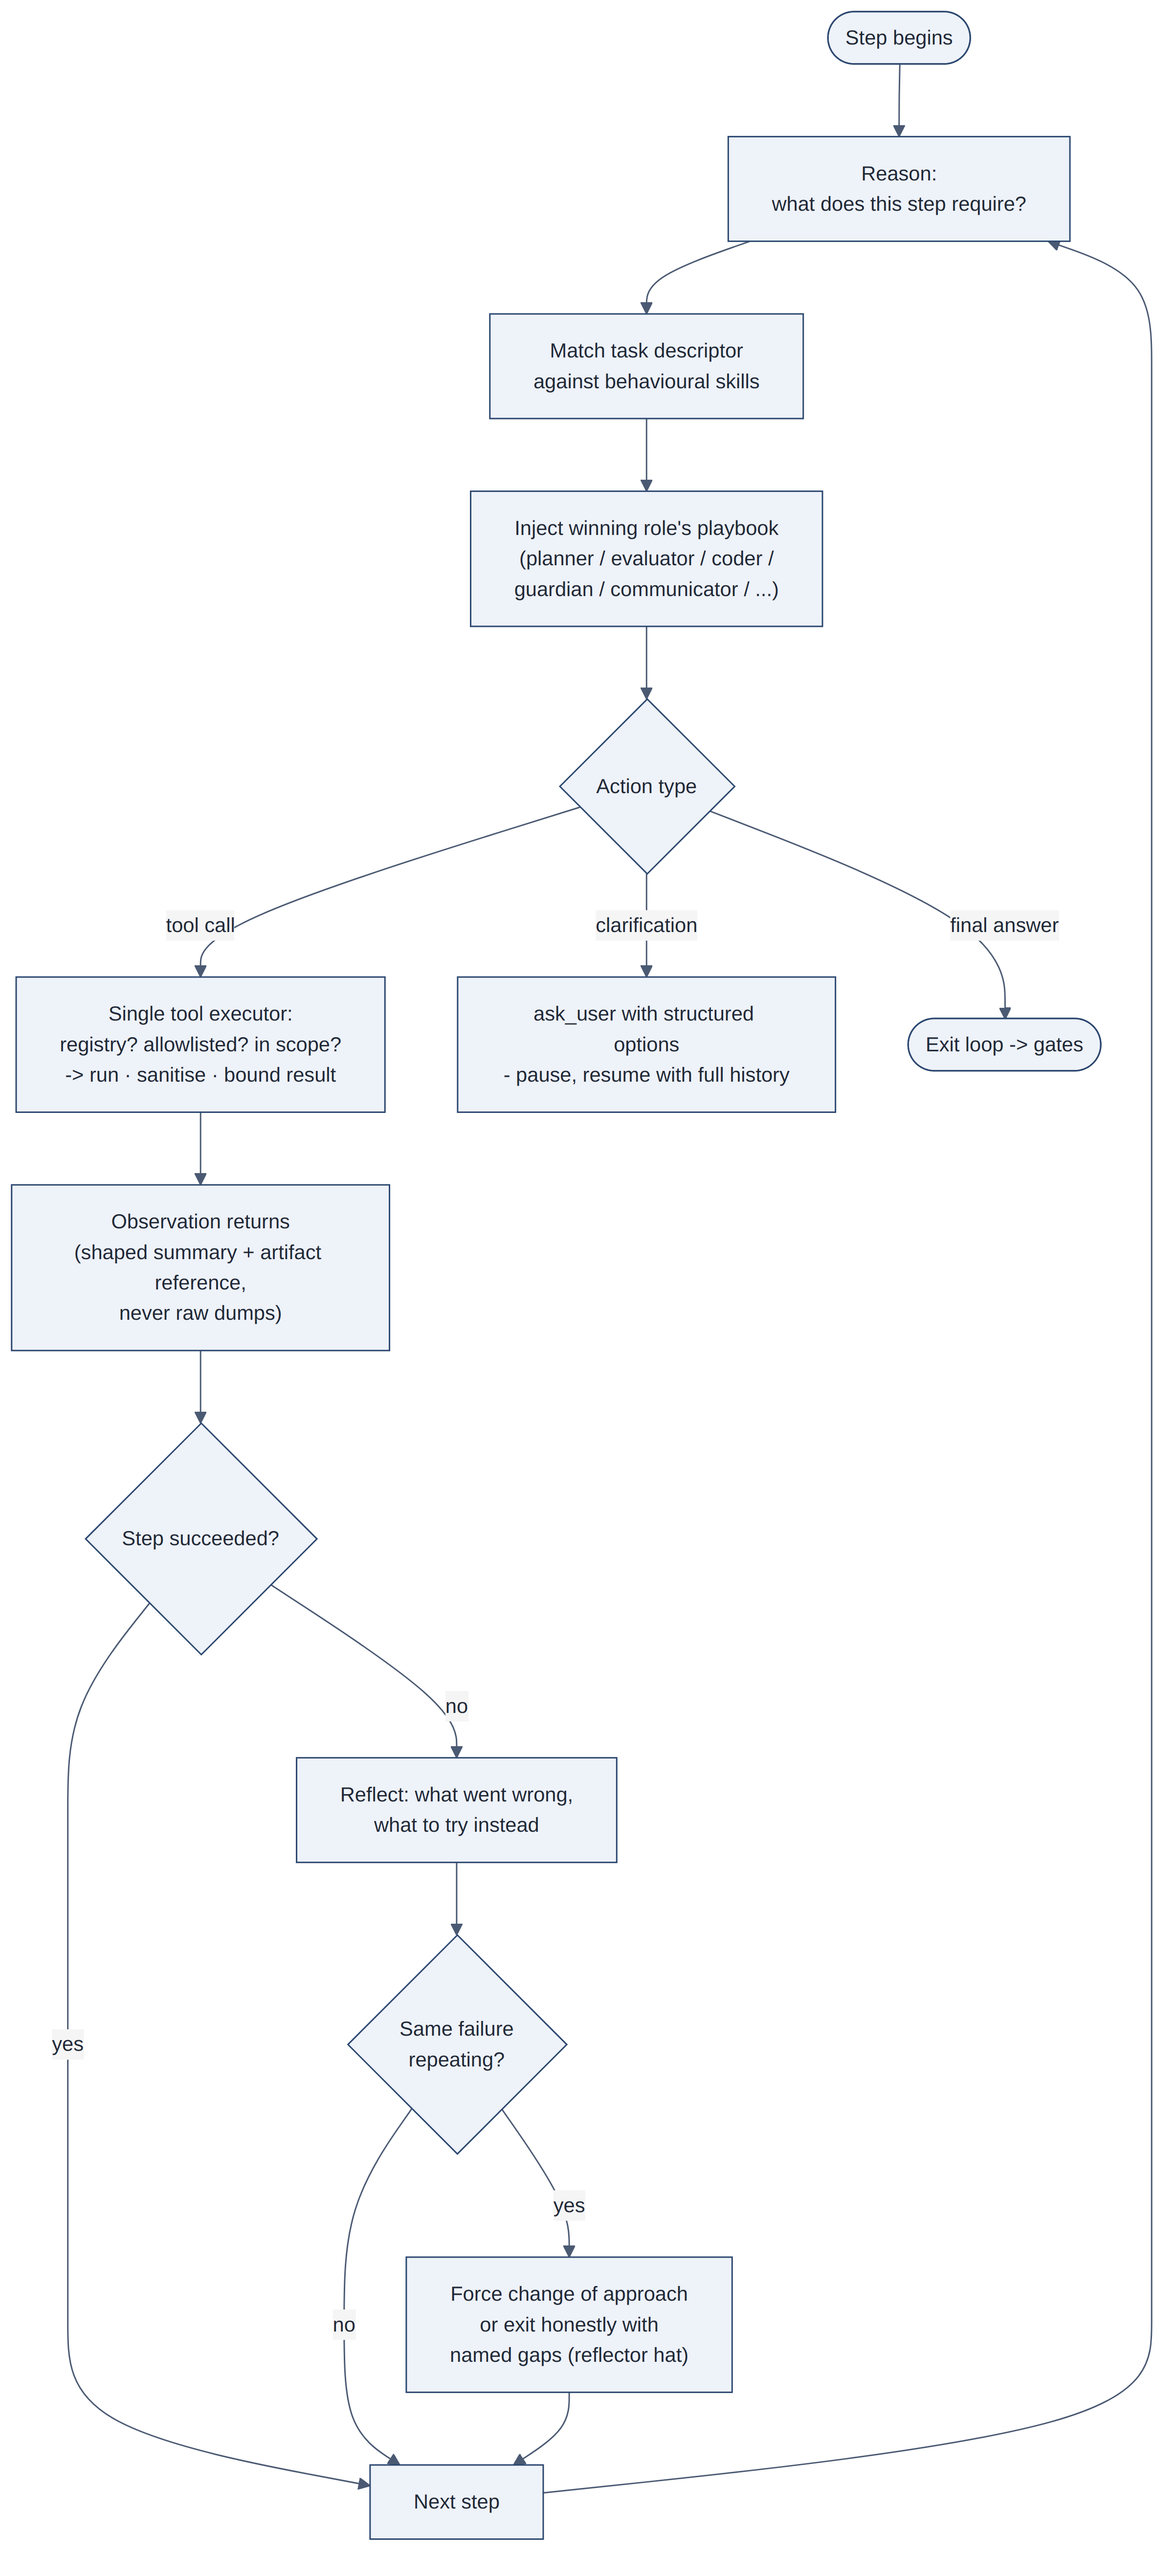 Step begins
Reason:
what does this step require?
Match task descriptor
against behavioural skills
Inject winning role's playbook
(planner / evaluator / coder /
guardian / communicator / ...)
Action type
tool call
clarification
final answer
Single tool executor:
registry? allowlisted? in scope?
-> run · sanitise · bound result
ask_user with structured
options
- pause, resume with full history
Exit loop -> gates
Observation returns
(shaped summary + artifact
reference,
never raw dumps)
Step succeeded?
no
Reflect: what went wrong,
what to try instead
yes
Same failure
repeating?
yes
no
Force change of approach
or exit honestly with
named gaps (reflector hat)
Next step